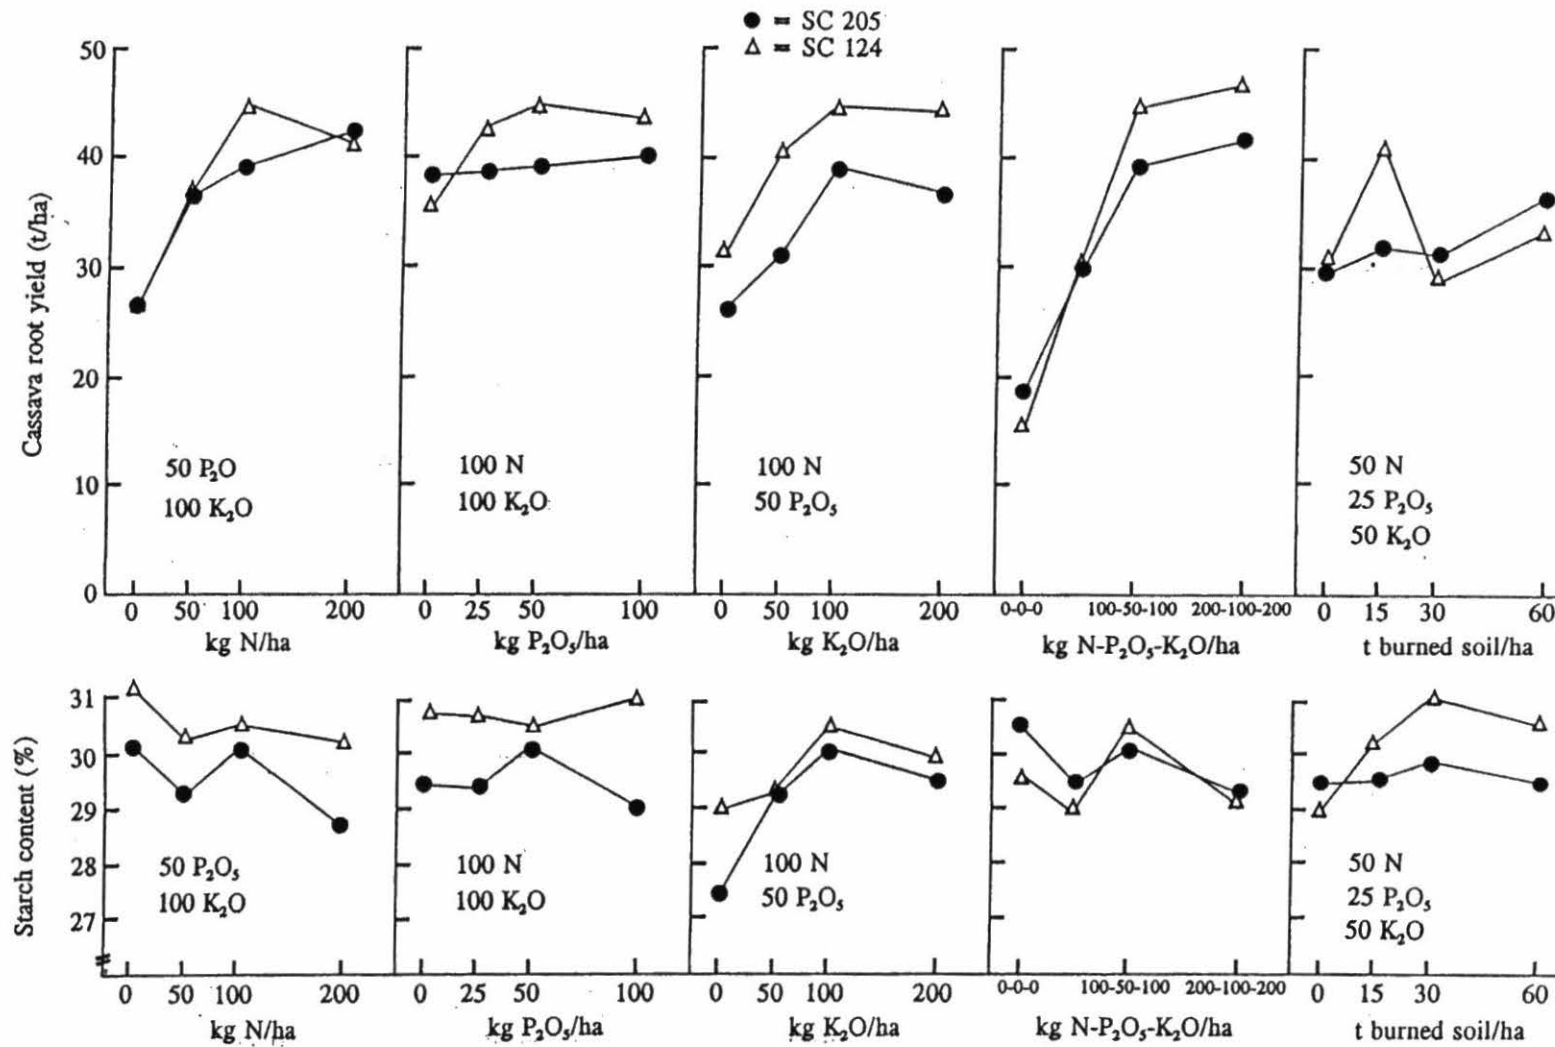 ● = SC 205
△ = SC 124
Cassava root yield (t/ha)
50
40
30
20
10
0
50 P₂O
100 K₂O
100 N
100 K₂O
100 N
50 P₂O₅
50 N
25 P₂O₅
50 K₂O
0 50 100 200
kg N/ha
0 25 50 100
kg P₂O₅/ha
0 50 100 200
kg K₂O/ha
0-0-0 100-50-100 200-100-200
kg N-P₂O₅-K₂O/ha
0 15 30 60
t burned soil/ha
Starch content (%)
31
30
29
28
27
50 P₂O₅
100 K₂O
100 N
100 K₂O
100 N
50 P₂O₅
50 N
25 P₂O₅
50 K₂O
0 50 100 200
kg N/ha
0 25 50 100
kg P₂O₅/ha
0 50 100 200
kg K₂O/ha
0-0-0 100-50-100 200-100-200
kg N-P₂O₅-K₂O/ha
0 15 30 60
t burned soil/ha